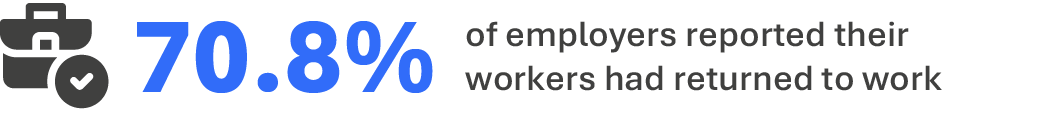 70.8%
of employers reported their
workers had returned to work